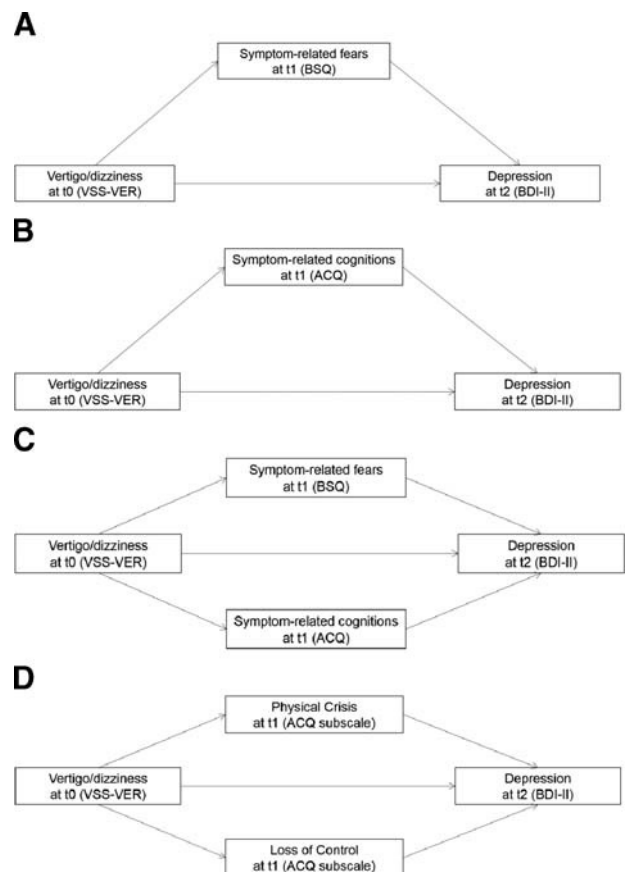 A
Symptom-related fears
at t1 (BSQ)
Vertigo/dizziness
at t0 (VSS-VER)
Depression
at t2 (BDI-II)
B
Symptom-related cognitions
at t1 (ACQ)
Vertigo/dizziness
at t0 (VSS-VER)
Depression
at t2 (BDI-II)
C
Symptom-related fears
at t1 (BSQ)
Vertigo/dizziness
at t0 (VSS-VER)
Depression
at t2 (BDI-II)
Symptom-related cognitions
at t1 (ACQ)
D
Physical Crisis
at t1 (ACQ subscale)
Vertigo/dizziness
at t0 (VSS-VER)
Depression
at t2 (BDI-II)
Loss of Control
at t1 (ACQ subscale)